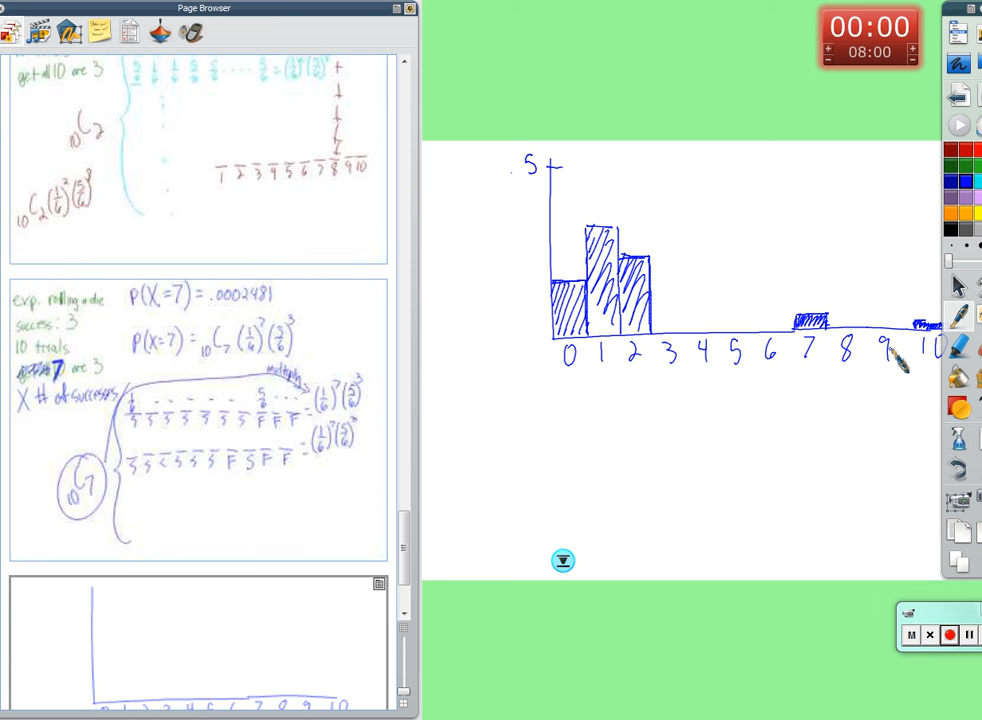 Page Browser
get all 10 are 3
10C2
10C2 (1/6)^2 (5/6)^8
1 2 3 4 5 6 7 8 9 10
exp. rolling a die
success: 3
10 trials
7 are 3
X # of successes
P(X=7) = .0002481
P(X=7) = 10C7 (1/6)^7 (5/6)^3
multiply
S S S S S S S F F F = (1/6)^7 (5/6)^3
S S S S S S F S F F = (1/6)^7 (5/6)^3
10C7
00:00
08:00
.5
0 1 2 3 4 5 6 7 8 9 10
M